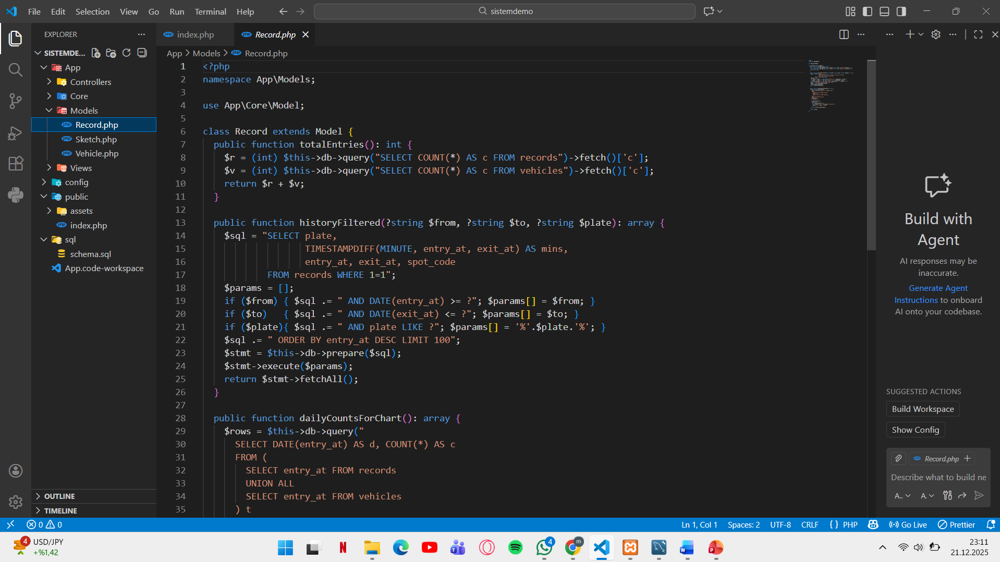 File Edit Selection View Go Run Terminal Help
sistemdemo
EXPLORER
SISTEMDE...
App
Controllers
Core
Models
Record.php
Sketch.php
Vehicle.php
Views
config
public
assets
index.php
sql
schema.sql
App.code-workspace
OUTLINE
TIMELINE
index.php
Record.php
App > Models > Record.php
1 <?php
2 namespace App\Models;
3
4 use App\Core\Model;
5
6 class Record extends Model {
7 public function totalEntries(): int {
8 $r = (int) $this->db->query("SELECT COUNT(*) AS c FROM records")->fetch()['c'];
9 $v = (int) $this->db->query("SELECT COUNT(*) AS c FROM vehicles")->fetch()['c'];
10 return $r + $v;
11 }
12
13 public function historyFiltered(?string $from, ?string $to, ?string $plate): array {
14 $sql = "SELECT plate,
15 TIMESTAMPDIFF(MINUTE, entry_at, exit_at) AS mins,
16 entry_at, exit_at, spot_code
17 FROM records WHERE 1=1";
18 $params = [];
19 if ($from) { $sql .= " AND DATE(entry_at) >= ?"; $params[] = $from; }
20 if ($to) { $sql .= " AND DATE(exit_at) <= ?"; $params[] = $to; }
21 if ($plate){ $sql .= " AND plate LIKE ?"; $params[] = '%'.$plate.'%'; }
22 $sql .= " ORDER BY entry_at DESC LIMIT 100";
23 $stmt = $this->db->prepare($sql);
24 $stmt->execute($params);
25 return $stmt->fetchAll();
26 }
27
28 public function dailyCountsForChart(): array {
29 $rows = $this->db->query("
30 SELECT DATE(entry_at) AS d, COUNT(*) AS c
31 FROM (
32 SELECT entry_at FROM records
33 UNION ALL
34 SELECT entry_at FROM vehicles
35 ) t
Build with
Agent
AI responses may be
inaccurate.
Generate Agent
Instructions to onboard
AI onto your codebase.
SUGGESTED ACTIONS
Build Workspace
Show Config
Record.php
Describe what to build ne
A.. A.
0 0
Ln 1, Col 1 Spaces: 2 UTF-8 CRLF { } PHP Go Live Prettier
4 USD/JPY
+%1,42
4
m
23:11
21.12.2025